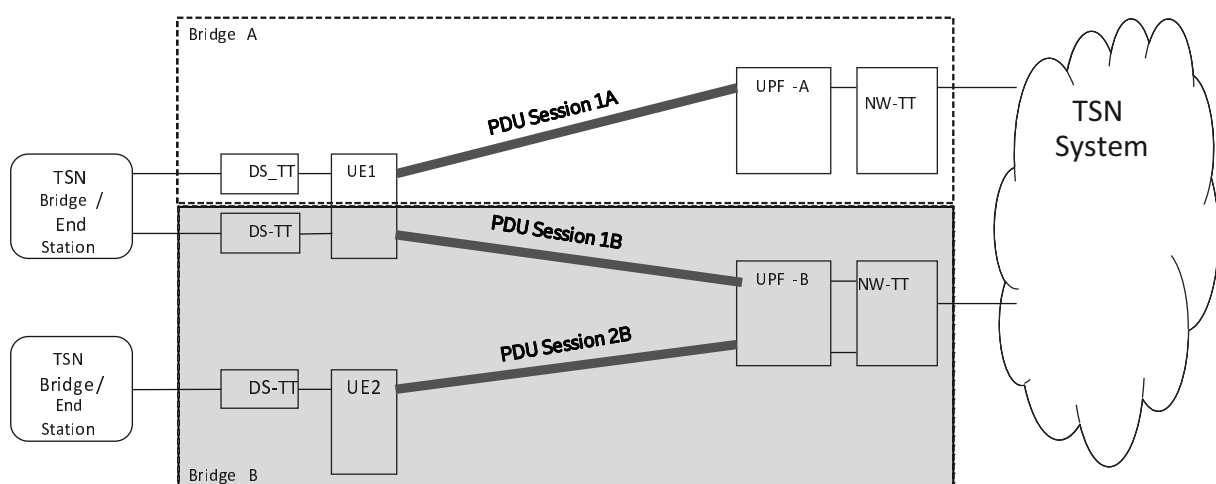 Bridge A
PDU Session 1A
UPF -A
NW-TT
TSN
System
TSN
Bridge /
End
Station
DS_TT
UE1
DS-TT
PDU Session 1B
UPF -B
NW-TT
PDU Session 2B
TSN
Bridge/
End
Station
DS-TT
UE2
Bridge B